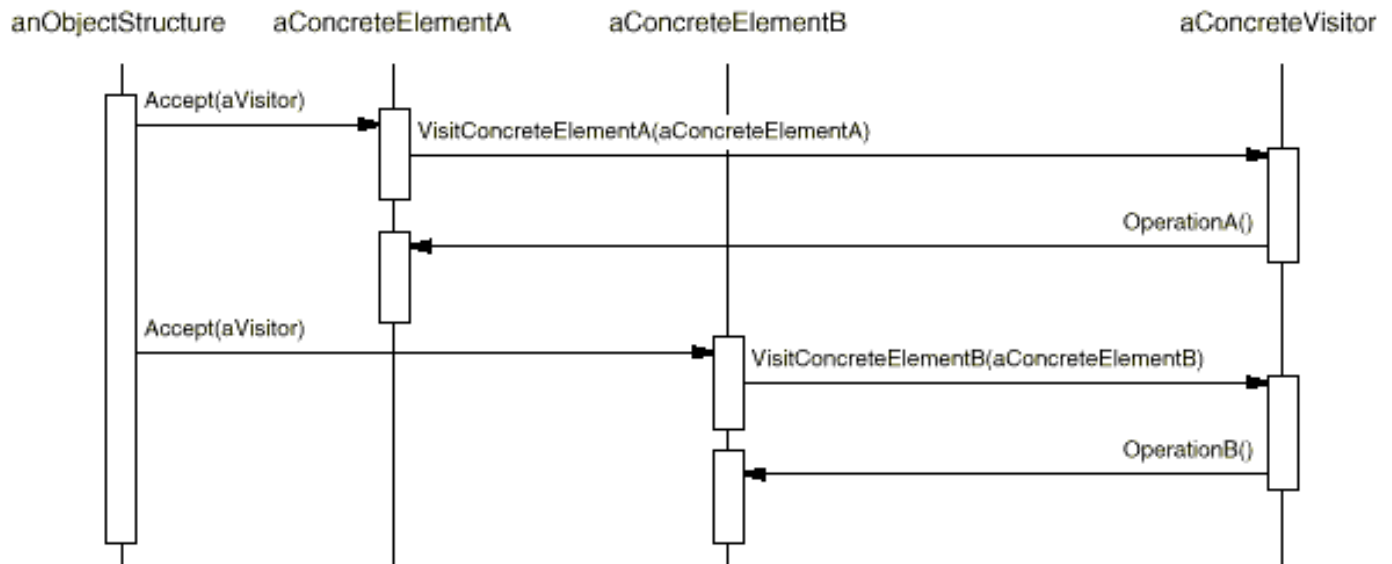 anObjectStructure aConcreteElementA aConcreteElementB aConcreteVisitor
Accept(aVisitor)
VisitConcreteElementA(aConcreteElementA)
OperationA()
Accept(aVisitor)
VisitConcreteElementB(aConcreteElementB)
OperationB()